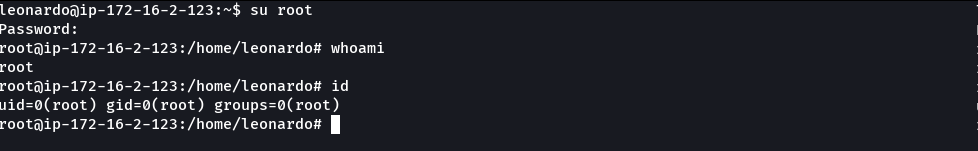 leonardo@ip-172-16-2-123:~$ su root
Password:
root@ip-172-16-2-123:/home/leonardo# whoami
root
root@ip-172-16-2-123:/home/leonardo# id
uid=0(root) gid=0(root) groups=0(root)
root@ip-172-16-2-123:/home/leonardo#